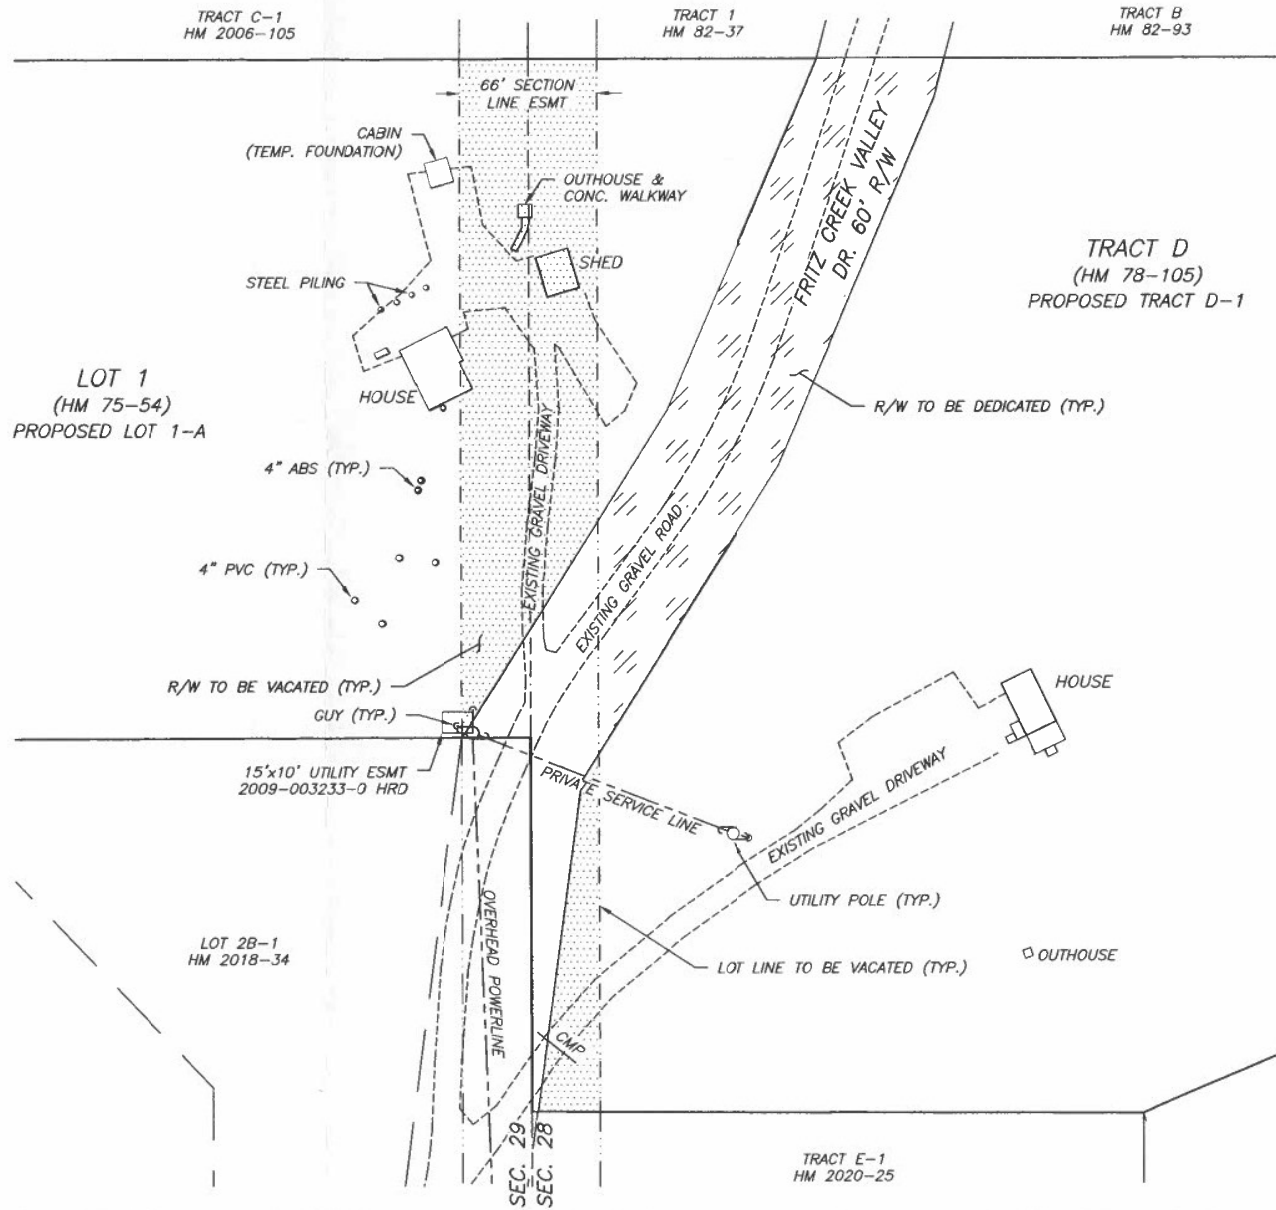 TRACT C-1
HM 2006-105
TRACT 1
HM 82-37
TRACT B
HM 82-93
66' SECTION
LINE ESMT
CABIN
(TEMP. FOUNDATION)
OUTHOUSE &
CONC. WALKWAY
SHED
STEEL PILING
HOUSE
FRITZ CREEK VALLEY
DR. 60' R/W
TRACT D
(HM 78-105)
PROPOSED TRACT D-1
LOT 1
(HM 75-54)
PROPOSED LOT 1-A
R/W TO BE DEDICATED (TYP.)
4" ABS (TYP.)
EXISTING GRAVEL DRIVEWAY
EXISTING GRAVEL ROAD
4" PVC (TYP.)
R/W TO BE VACATED (TYP.)
GUY (TYP.)
HOUSE
15'x10' UTILITY ESMT
2009-003233-0 HRD
PRIVATE SERVICE LINE
EXISTING GRAVEL DRIVEWAY
UTILITY POLE (TYP.)
OVERHEAD POWERLINE
LOT 2B-1
HM 2018-34
LOT LINE TO BE VACATED (TYP.)
OUTHOUSE
CMP
SEC. 29
SEC. 28
TRACT E-1
HM 2020-25